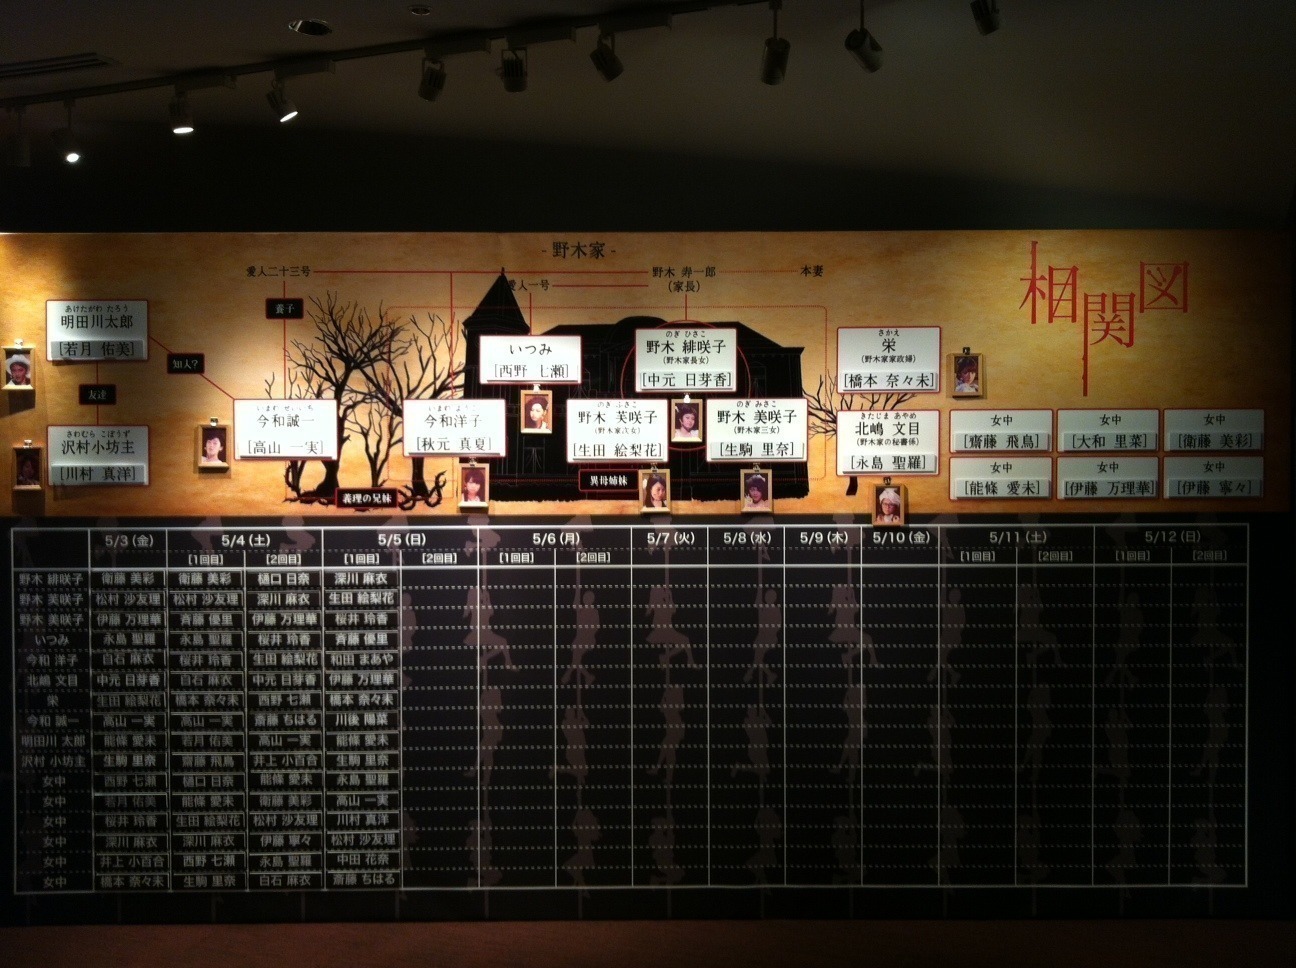 - 野木家 -
相関図
愛人二十三号
愛人一号
野木 寿一郎
(家長)
本妻
養子
知人?
友達
義理の兄妹
異母姉妹
あけたがわ たろう
明田川太郎
[若月 佑美]
さわむら こぼうず
沢村小坊主
[川村 真洋]
いまわ せいいち
今和誠一
[高山 一実]
いまわ ようこ
今和洋子
[秋元 真夏]
いつみ
[西野 七瀬]
のぎ ひさこ
野木 緋咲子
(野木家長女)
[中元 日芽香]
のぎ ふさこ
野木 芙咲子
(野木家次女)
[生田 絵梨花]
のぎ みさこ
野木 美咲子
(野木家三女)
[生駒 里奈]
さかえ
栄
(野木家家政婦)
[橋本 奈々未]
きたじま あやめ
北嶋 文目
(野木家の秘書係)
[永島 聖羅]
女中
[齋藤 飛鳥]
女中
[大和 里菜]
女中
[衛藤 美彩]
女中
[能條 愛未]
女中
[伊藤 万理華]
女中
[伊藤 寧々]
5/3 (金) 5/4 (土) 5/5 (日) 5/6 (月) 5/7 (火) 5/8 (水) 5/9 (木) 5/10 (金) 5/11 (土) 5/12 (日)
[1回目] [2回目] [1回目] [2回目] [1回目] [2回目] [1回目] [2回目] [1回目] [2回目]
野木 緋咲子 衛藤 美彩 衛藤 美彩 樋口 日奈 深川 麻衣
野木 芙咲子 松村 沙友理 松村 沙友理 深川 麻衣 生田 絵梨花
野木 美咲子 伊藤 万理華 斉藤 優里 伊藤 万理華 桜井 玲香
いつみ 永島 聖羅 永島 聖羅 桜井 玲香 斉藤 優里
今和 洋子 白石 麻衣 桜井 玲香 生田 絵梨花 和田 まあや
北嶋 文目 中元 日芽香 白石 麻衣 中元 日芽香 伊藤 万理華
栄 生田 絵梨花 橋本 奈々未 西野 七瀬 橋本 奈々未
今和 誠一 高山 一実 高山 一実 斎藤 ちはる 川後 陽菜
明田川 太郎 能條 愛未 若月 佑美 高山 一実 能條 愛未
沢村 小坊主 生駒 里奈 齋藤 飛鳥 井上 小百合 生駒 里奈
女中 西野 七瀬 樋口 日奈 能條 愛未 永島 聖羅
女中 若月 佑美 能條 愛未 衛藤 美彩 高山 一実
女中 桜井 玲香 生田 絵梨花 松村 沙友理 川村 真洋
女中 深川 麻衣 深川 麻衣 伊藤 寧々 松村 沙友理
女中 井上 小百合 西野 七瀬 永島 聖羅 中田 花奈
女中 橋本 奈々未 生駒 里奈 白石 麻衣 斎藤 ちはる